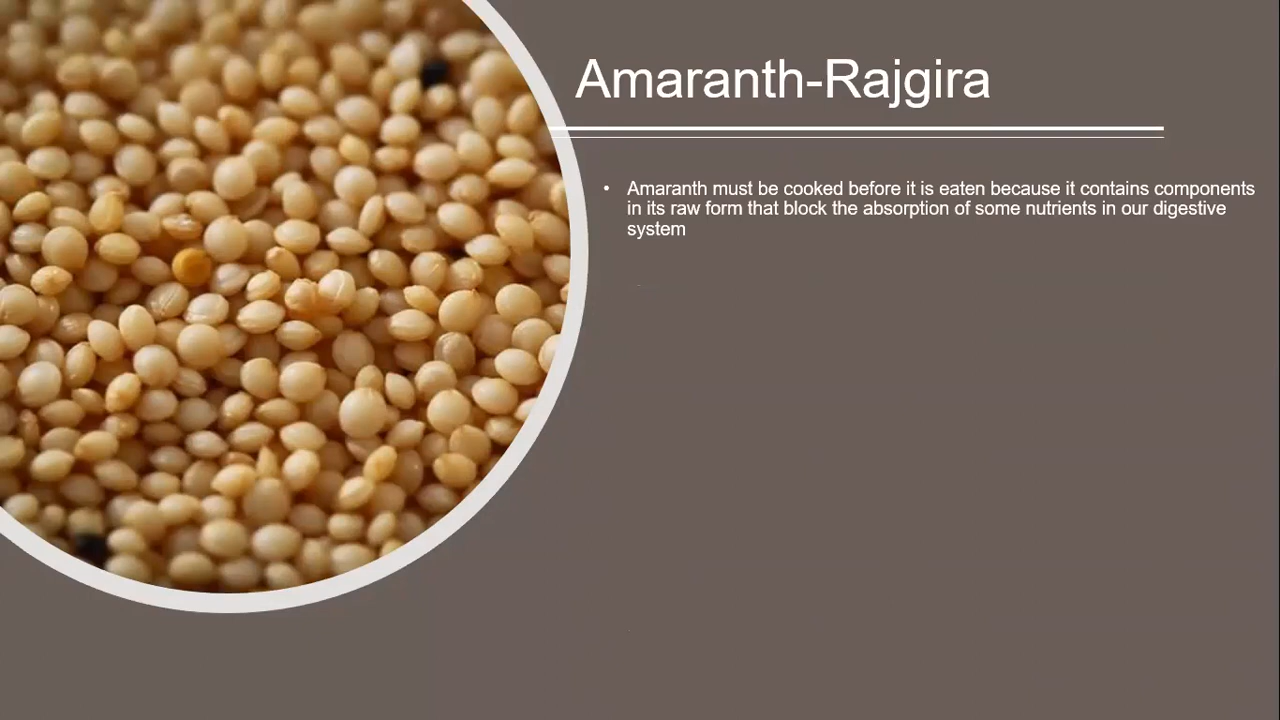 Amaranth-Rajgira
• Amaranth must be cooked before it is eaten because it contains components
in its raw form that block the absorption of some nutrients in our digestive
system